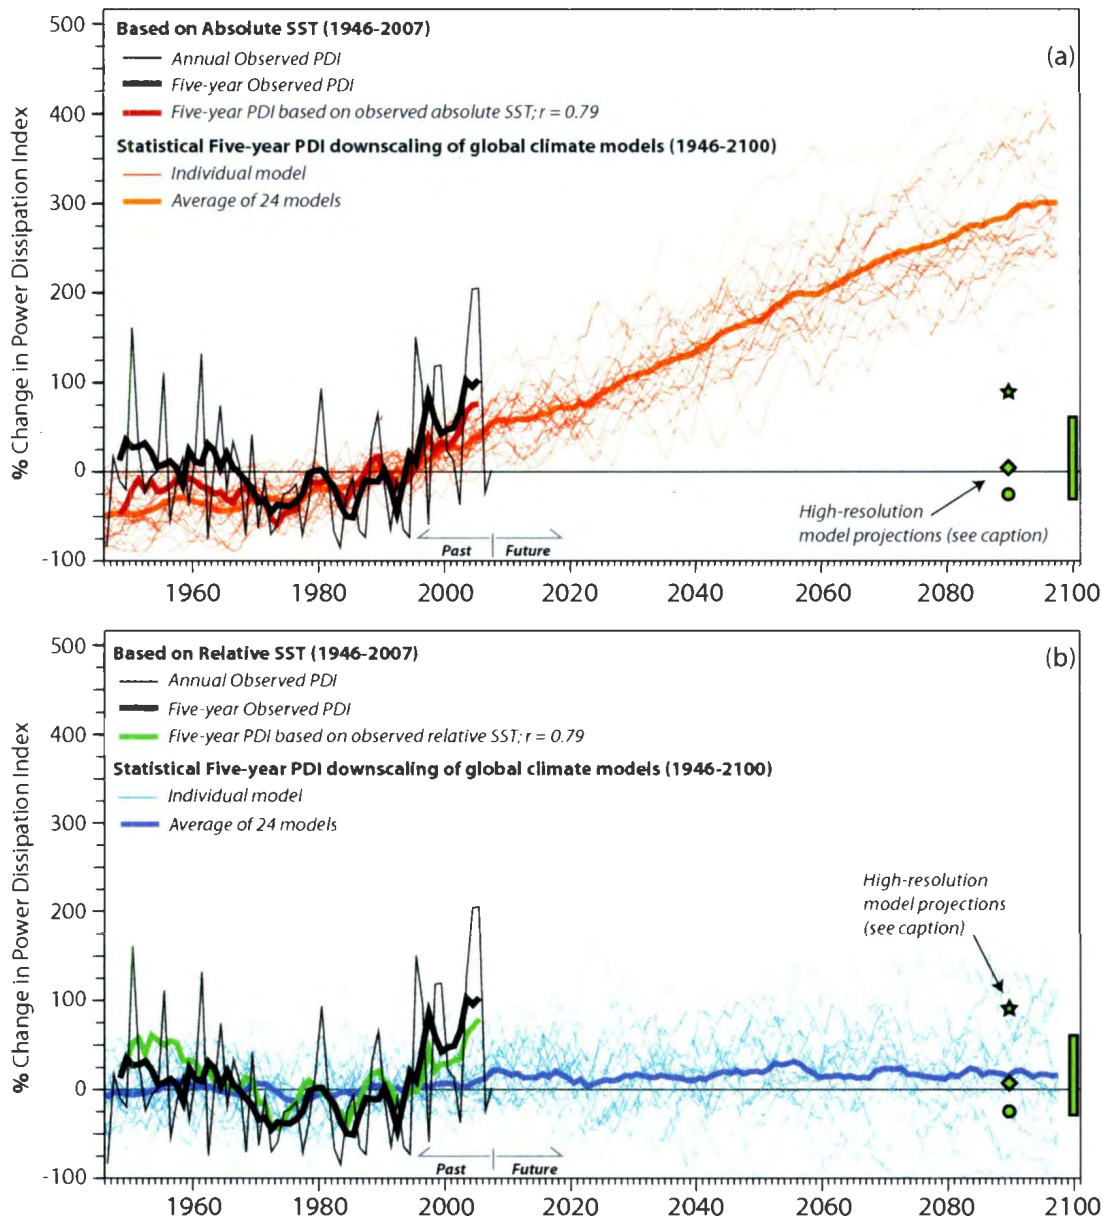 500
400
300
200
100
0
-100
% Change in Power Dissipation Index
Based on Absolute SST (1946-2007)
(a)
Annual Observed PDI
Five-year Observed PDI
Five-year PDI based on observed absolute SST; r = 0.79
Statistical Five-year PDI downscaling of global climate models (1946-2100)
Individual model
Average of 24 models
High-resolution
model projections (see caption)
Past
Future
1960
1980
2000
2020
2040
2060
2080
2100
500
400
300
200
100
0
-100
% Change in Power Dissipation Index
Based on Relative SST (1946-2007)
(b)
Annual Observed PDI
Five-year Observed PDI
Five-year PDI based on observed relative SST; r = 0.79
Statistical Five-year PDI downscaling of global climate models (1946-2100)
Individual model
Average of 24 models
High-resolution
model projections
(see caption)
Past
Future
1960
1980
2000
2020
2040
2060
2080
2100